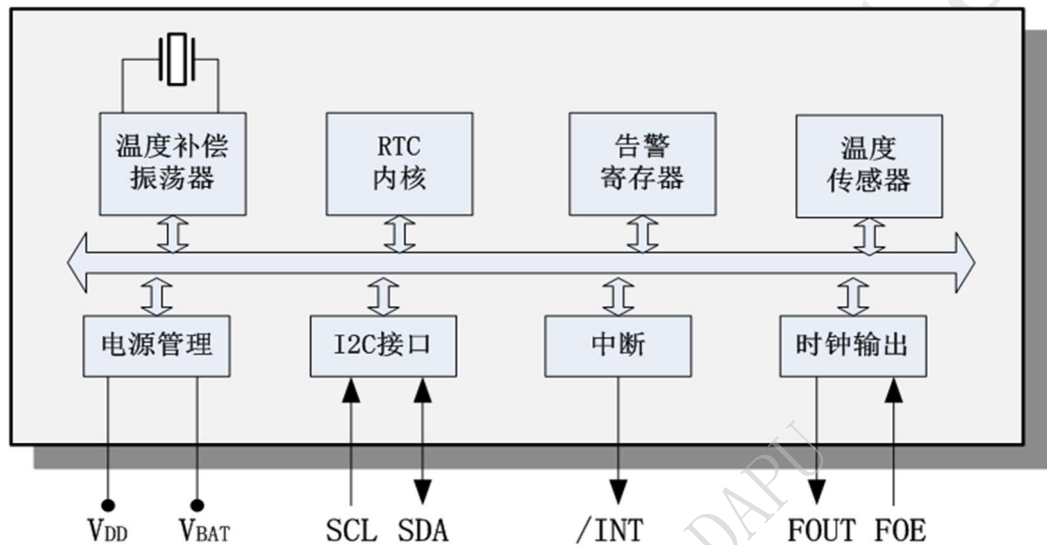 温度补偿
振荡器
RTC
内核
告警
寄存器
温度
传感器
电源管理
I2C接口
中断
时钟输出
VDD
VBAT
SCL
SDA
/INT
FOUT
FOE
DAPU